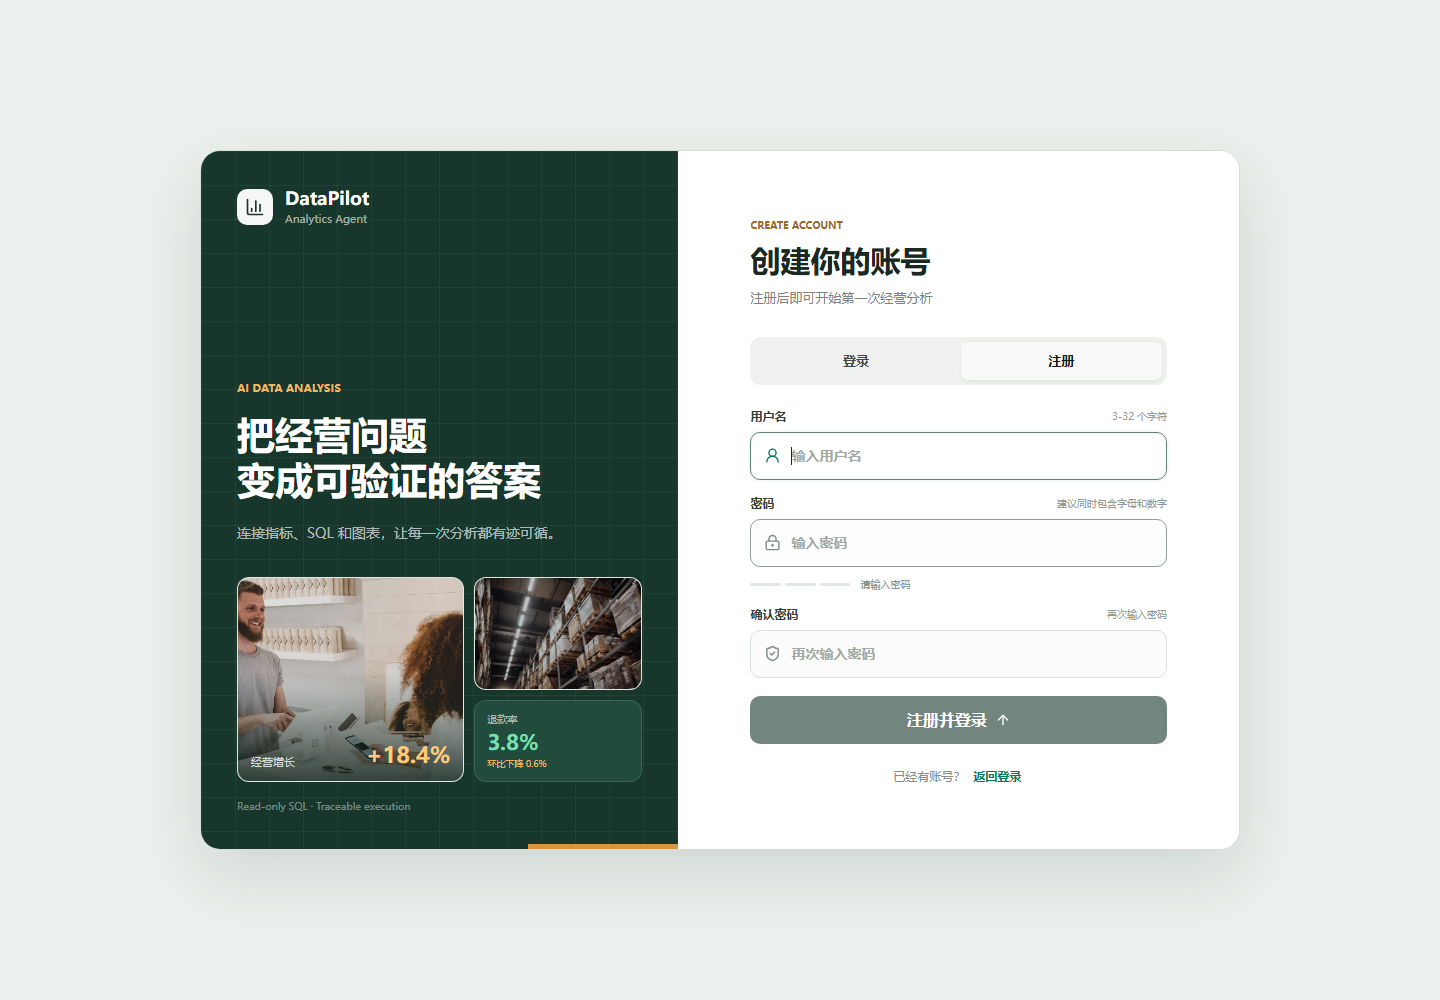 DataPilot
Analytics Agent
AI DATA ANALYSIS
把经营问题
变成可验证的答案
连接指标、SQL 和图表，让每一次分析都有迹可循。
经营增长
+18.4%
退款率
3.8%
环比下降 0.6%
Read-only SQL · Traceable execution
CREATE ACCOUNT
创建你的账号
注册后即可开始第一次经营分析
登录
注册
用户名
3-32 个字符
输入用户名
密码
建议同时包含字母和数字
输入密码
请输入密码
确认密码
再次输入密码
再次输入密码
注册并登录
已经有账号？ 返回登录